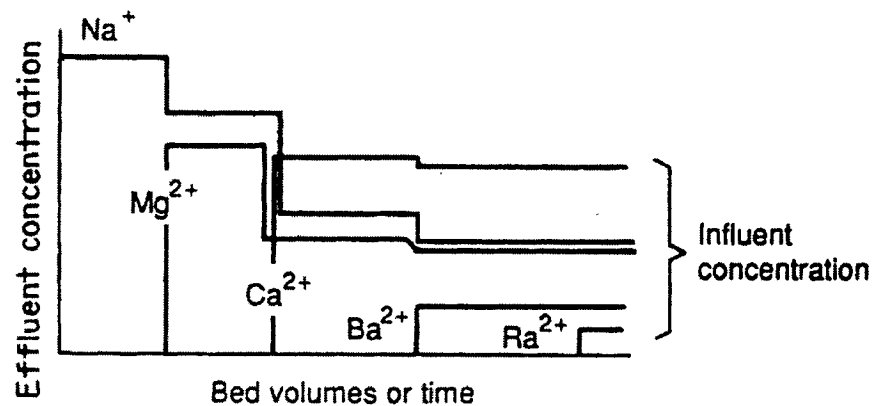 Na+
Effluent concentration
Mg2+
Ca2+
Ba2+
Ra2+
Influent
concentration
Bed volumes or time